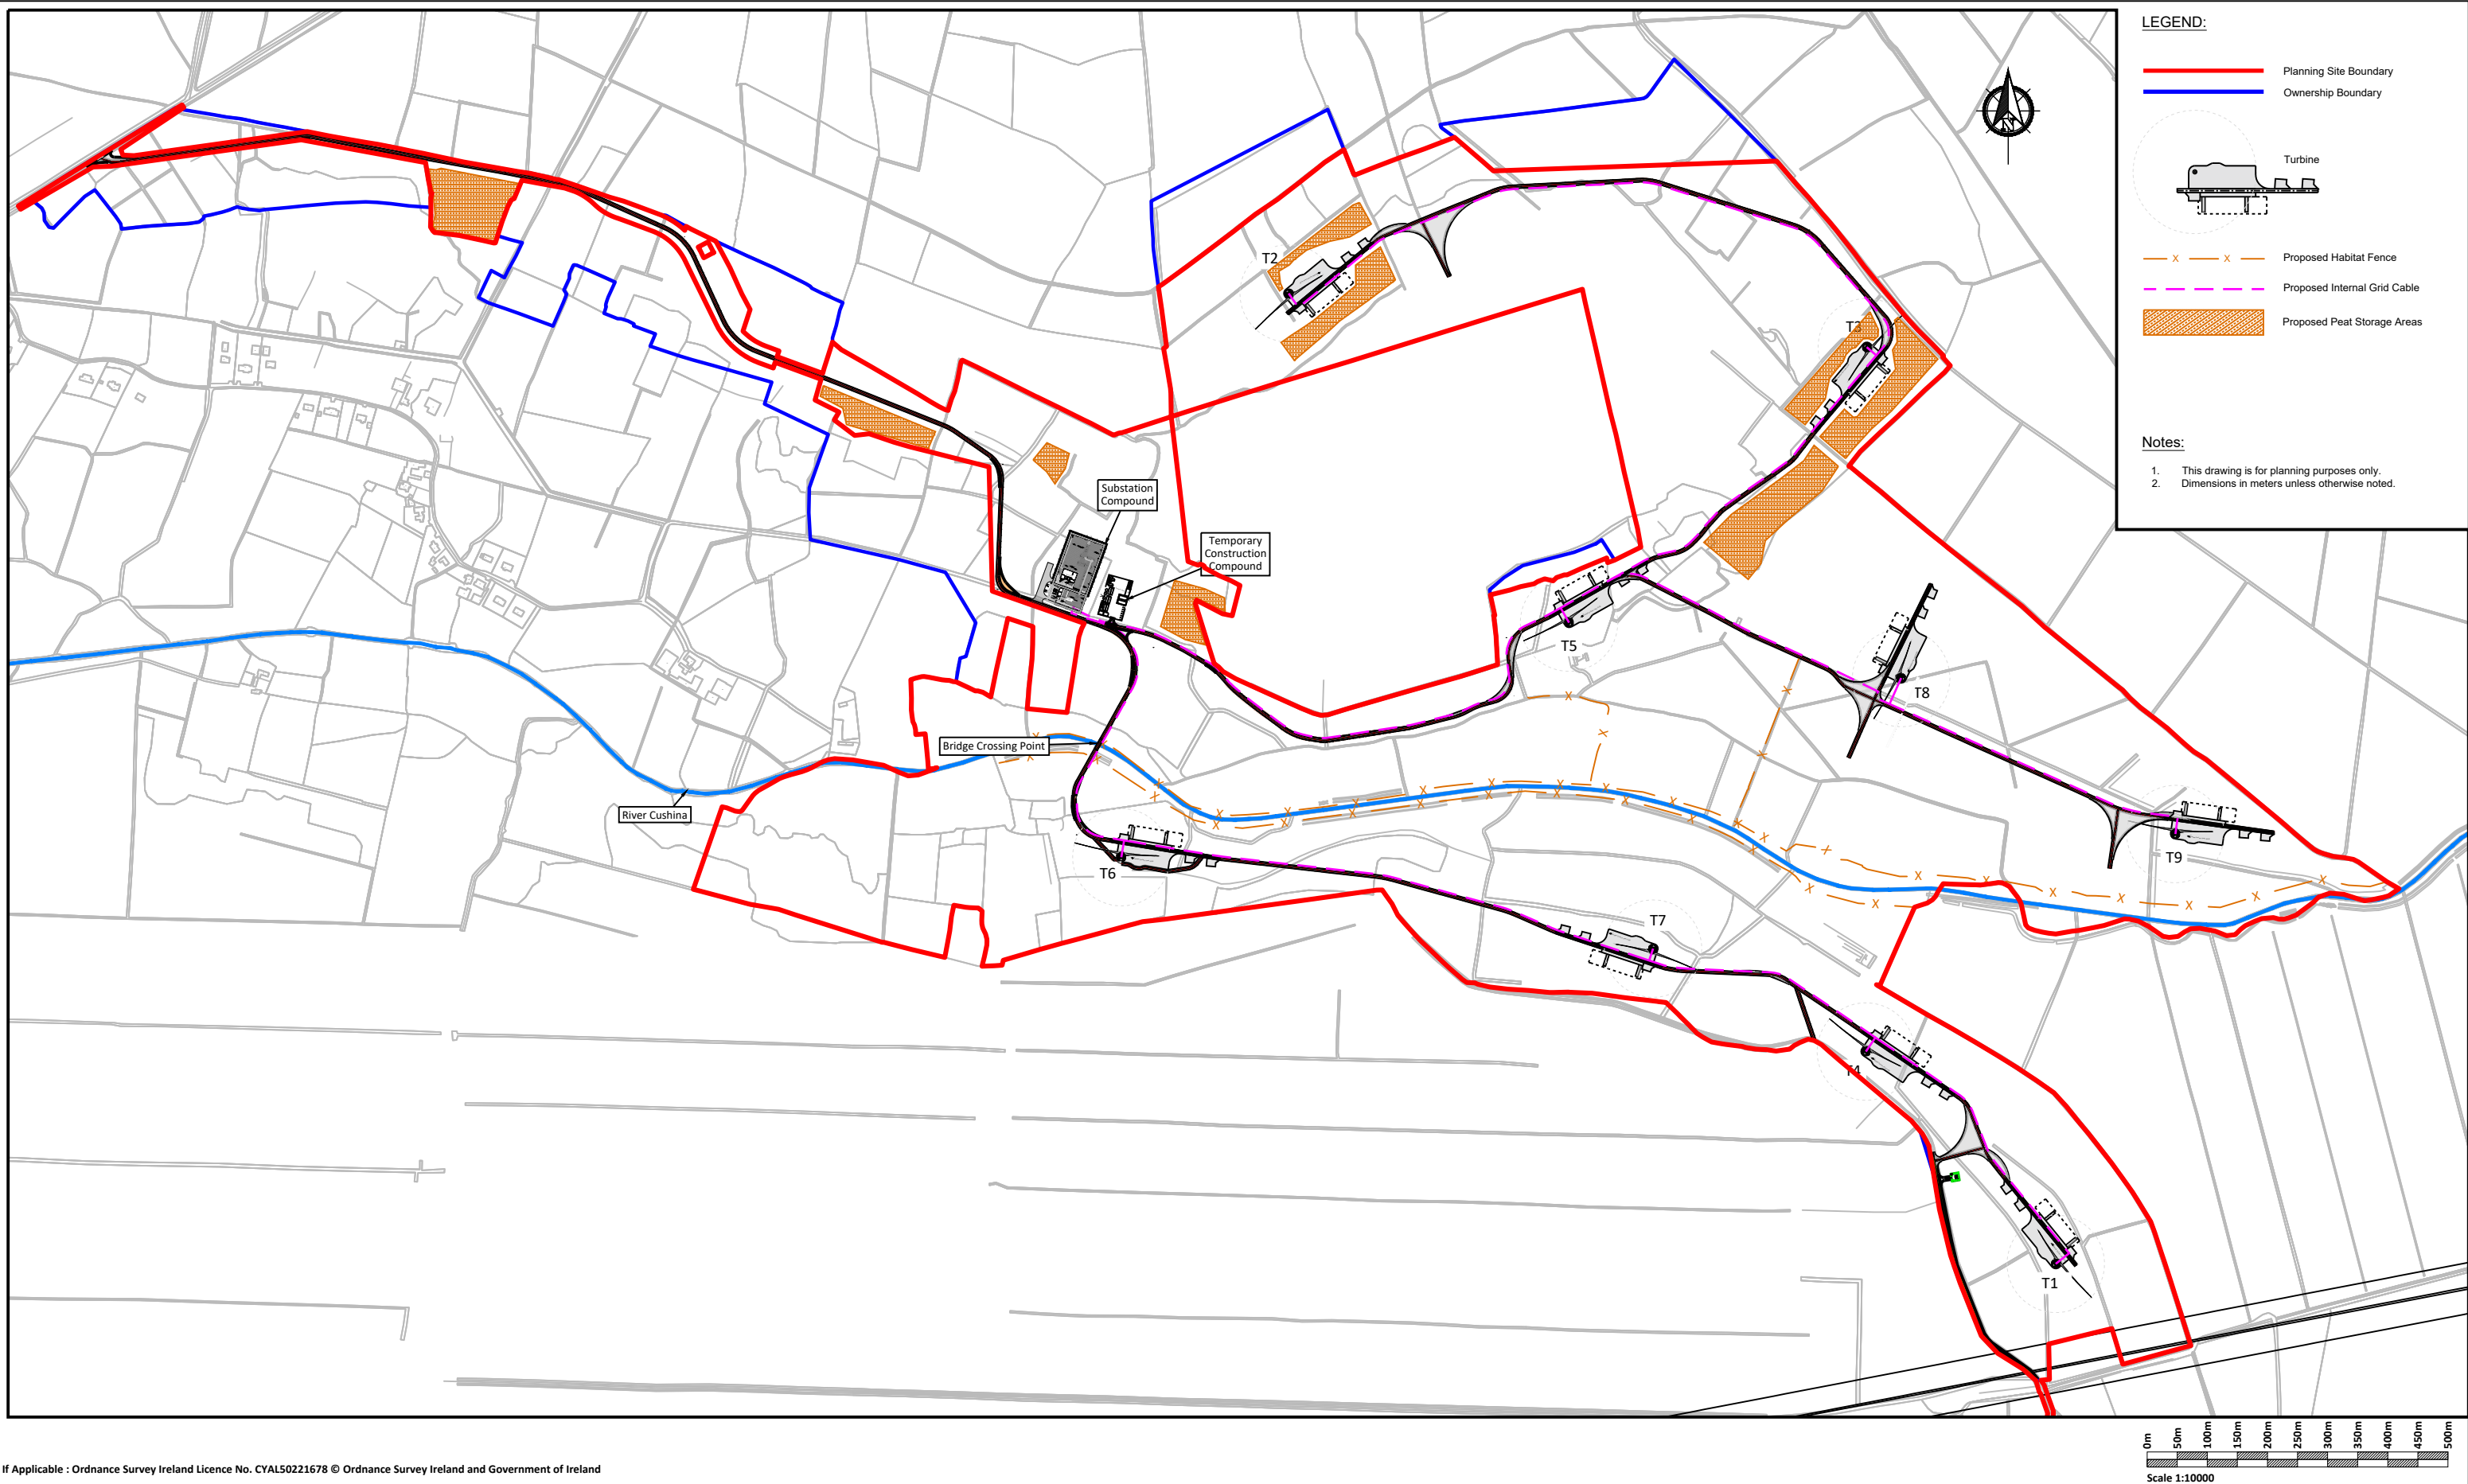 LEGEND:
Planning Site Boundary
Ownership Boundary
Turbine
X X
Proposed Habitat Fence
Proposed Internal Grid Cable
Proposed Peat Storage Areas
Notes:
1. This drawing is for planning purposes only.
2. Dimensions in meters unless otherwise noted.
N
T2
T3
Substation
Compound
Temporary
Construction
Compound
T5
T8
Bridge Crossing Point
River Cushina
T6
T9
T7
T4
T1
0m 50m 100m 150m 200m 250m 300m 350m 400m 450m 500m
Scale 1:10000
If Applicable : Ordnance Survey Ireland Licence No. CYAL50221678 © Ordnance Survey Ireland and Government of Ireland